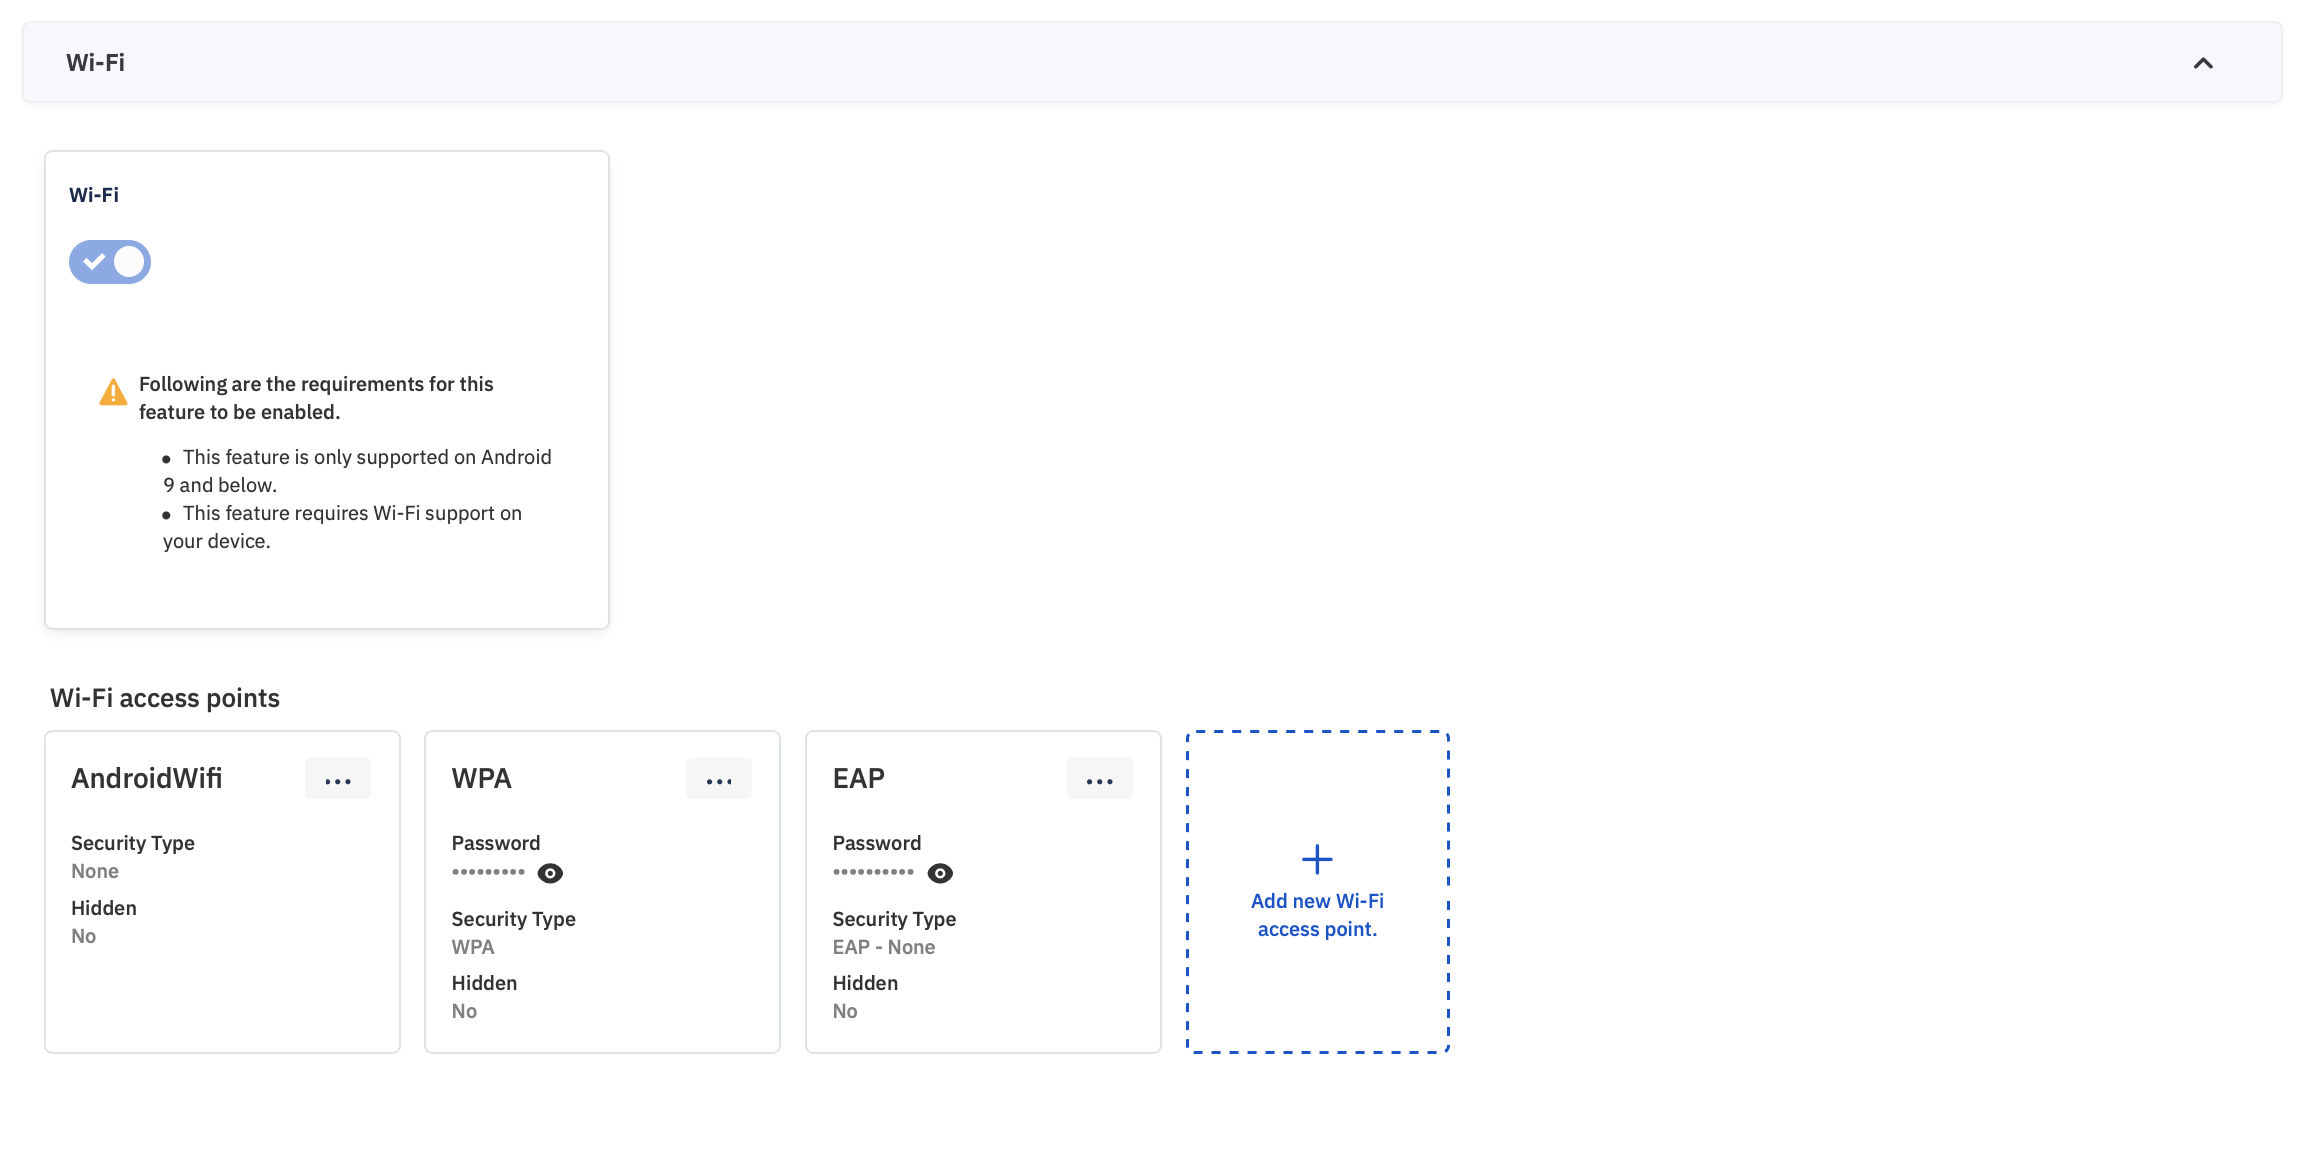 Wi-Fi
Wi-Fi
Following are the requirements for this
feature to be enabled.
● This feature is only supported on Android
9 and below.
● This feature requires Wi-Fi support on
your device.
Wi-Fi access points
AndroidWifi
Security Type
None
Hidden
No
WPA
Password
•••••••••
Security Type
WPA
Hidden
No
EAP
Password
••••••••••
Security Type
EAP - None
Hidden
No
Add new Wi-Fi
access point.